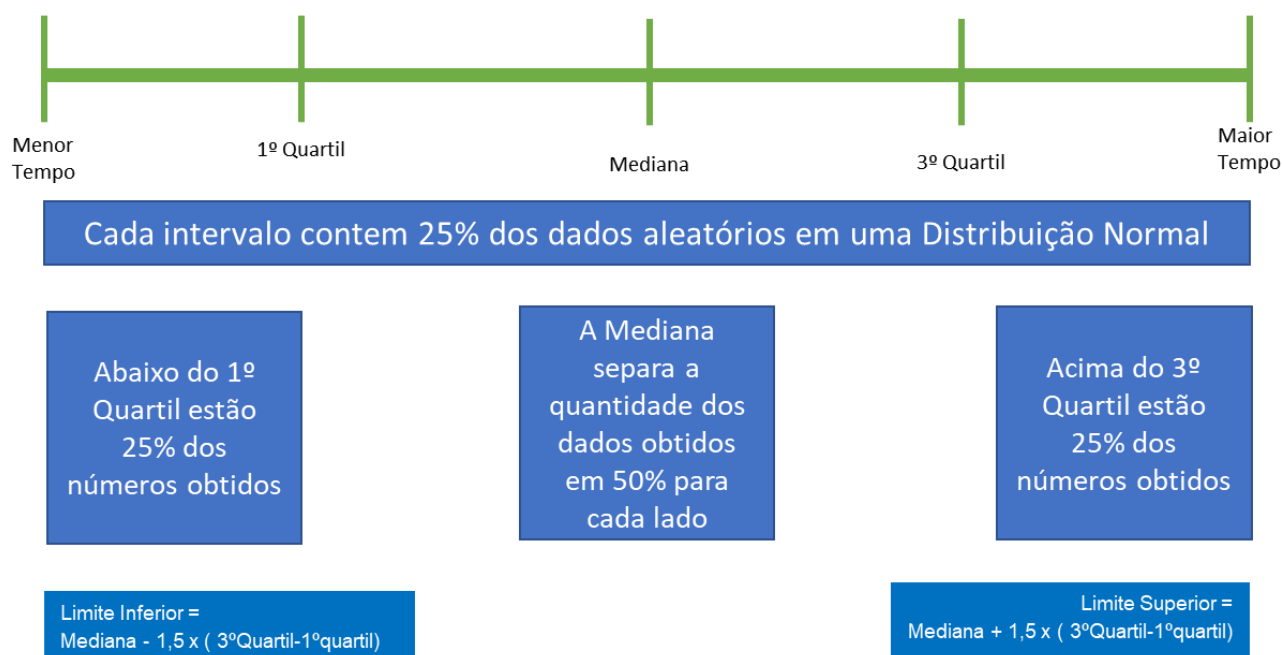 Menor
Tempo
1º Quartil
Mediana
3º Quartil
Maior
Tempo
Cada intervalo contem 25% dos dados aleatórios em uma Distribuição Normal
Abaixo do 1º
Quartil estão
25% dos
números obtidos
A Mediana
separa a
quantidade dos
dados obtidos
em 50% para
cada lado
Acima do 3º
Quartil estão
25% dos
números obtidos
Limite Inferior =
Mediana - 1,5 x ( 3ºQuartil-1ºquartil)
Limite Superior =
Mediana + 1,5 x ( 3ºQuartil-1ºquartil)